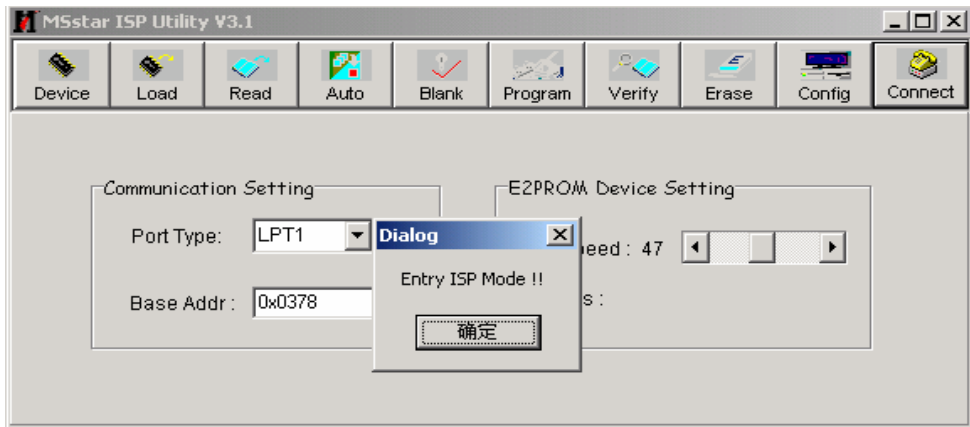 MSstar ISP Utility V3.1
Device Load Read Auto Blank Program Verify Erase Config Connect
Communication Setting E2PROM Device Setting
Port Type: LPT1
Dialog
eed : 47
Entry ISP Mode !!
Base Addr : 0x0378
s :
确定